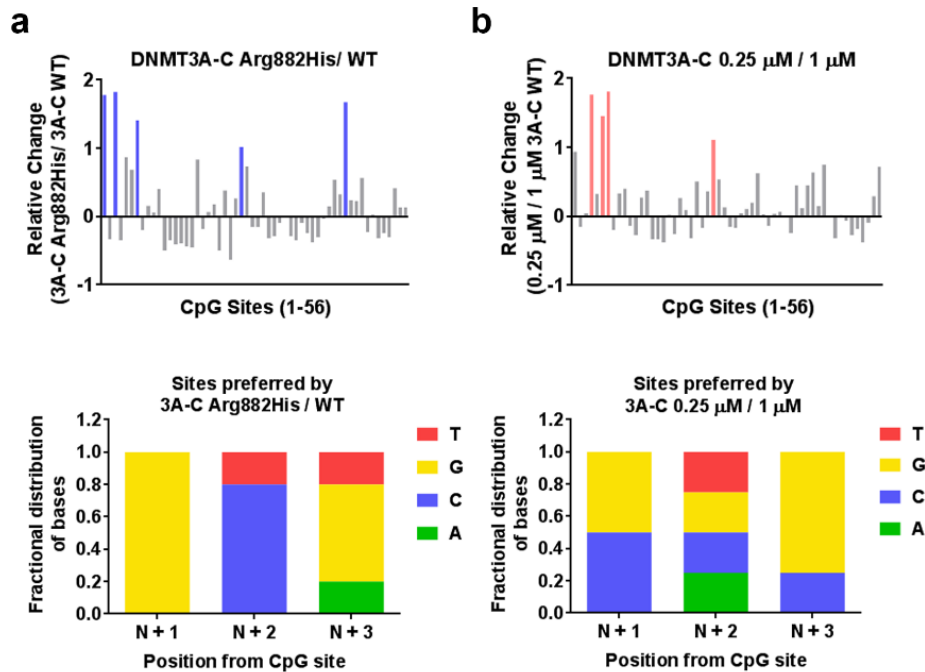 a
DNMT3A-C Arg882His/ WT
Relative Change
(3A-C Arg882His/ 3A-C WT)
2
1
0
-1
CpG Sites (1-56)
b
DNMT3A-C 0.25 µM / 1 µM
Relative Change
(0.25 µM / 1 µM 3A-C WT)
2
1
0
-1
CpG Sites (1-56)
Sites preferred by
3A-C Arg882His / WT
Fractional distribution
of bases
1.2
1.0
0.8
0.6
0.4
0.2
0.0
N + 1 N + 2 N + 3
Position from CpG site
T
G
C
A
Sites preferred by
3A-C 0.25 µM / 1 µM
Fractional distribution
of bases
1.2
1.0
0.8
0.6
0.4
0.2
0.0
N + 1 N + 2 N + 3
Position from CpG site
T
G
C
A